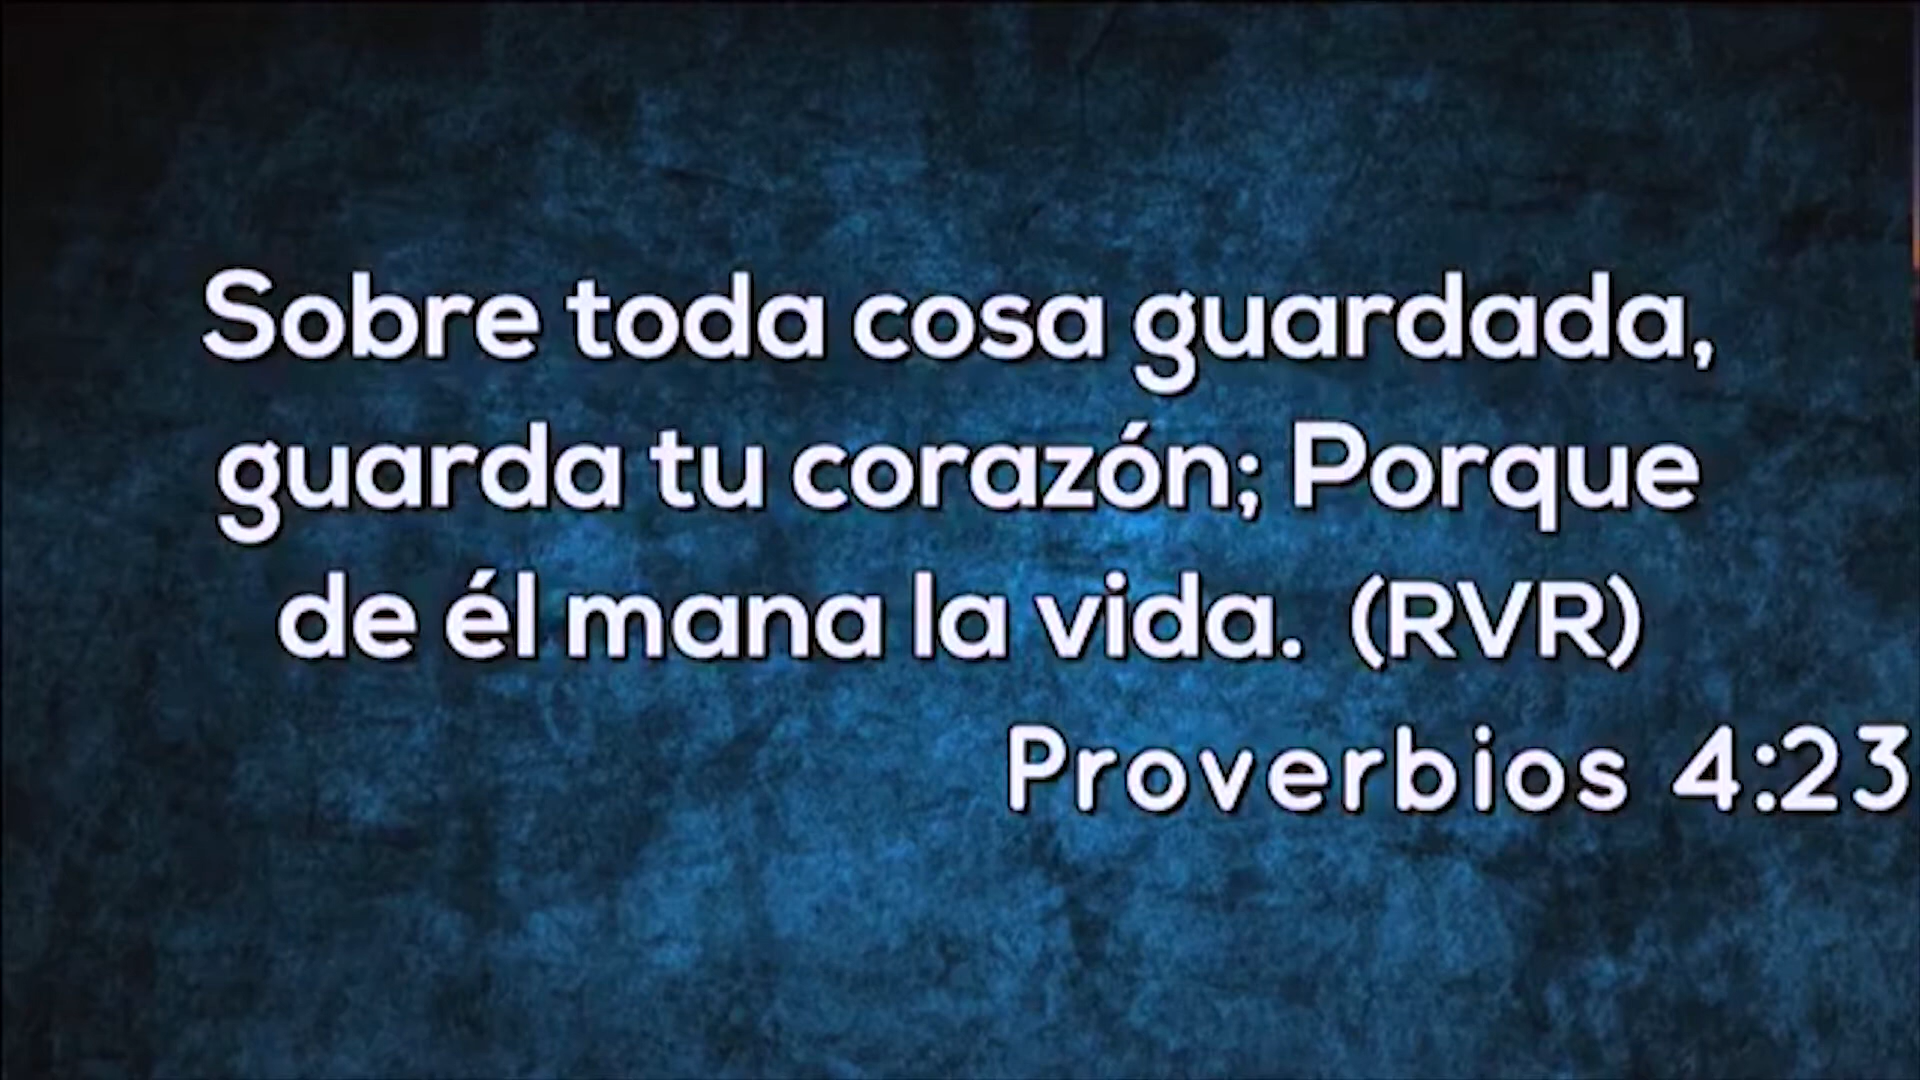 Sobre toda cosa guardada,
guarda tu corazón; Porque
de él mana la vida. (RVR)
Proverbios 4:23